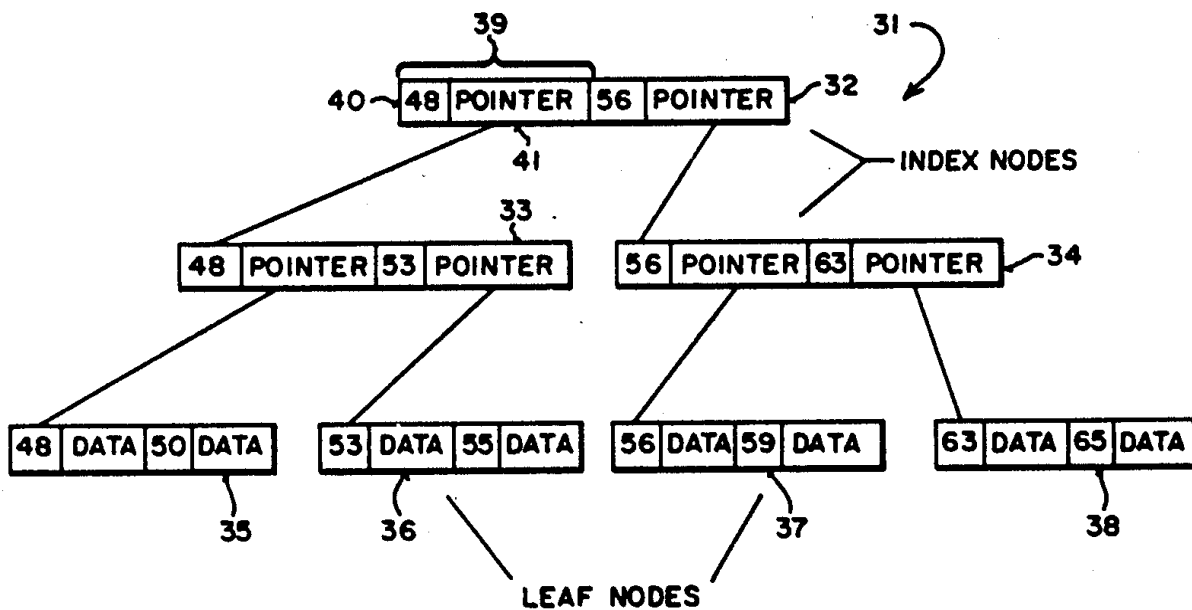 39
31
40 48 POINTER 56 POINTER 32
41
INDEX NODES
33
48 POINTER 53 POINTER
56 POINTER 63 POINTER 34
48 DATA 50 DATA
53 DATA 55 DATA
56 DATA 59 DATA
63 DATA 65 DATA
35
36
37
38
LEAF NODES